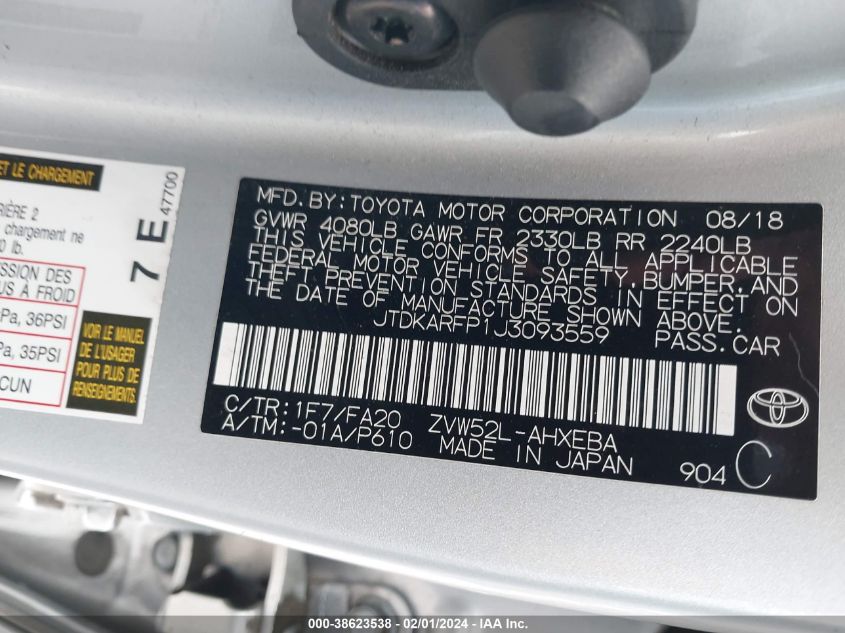 ET LE CHARGEMENT
RIÈRE 2
chargement ne
lb.
SSION DES
US À FROID
Pa, 36PSI
Pa, 35PSI
CUN
7 E
47700
VOIR LE MANUEL
DE L'USAGER
POUR PLUS DE
RENSEIGNEMENTS
MFD. BY: TOYOTA MOTOR CORPORATION 08/18
GVWR 4080LB GAWR FR 2330LB RR 2240LB
THIS VEHICLE CONFORMS TO ALL APPLICABLE
FEDERAL MOTOR VEHICLE SAFETY, BUMPER, AND
THEFT PREVENTION STANDARDS IN EFFECT ON
THE DATE OF MANUFACTURE SHOWN ABOVE.
JTDKARFP1J3093559 PASS. CAR
C/TR: 1F7/FA20 ZVW52L-AHXEBA
A/TM: -01A/P610 MADE IN JAPAN 904 C
000-38623538 - 02/01/2024 - IAA Inc.